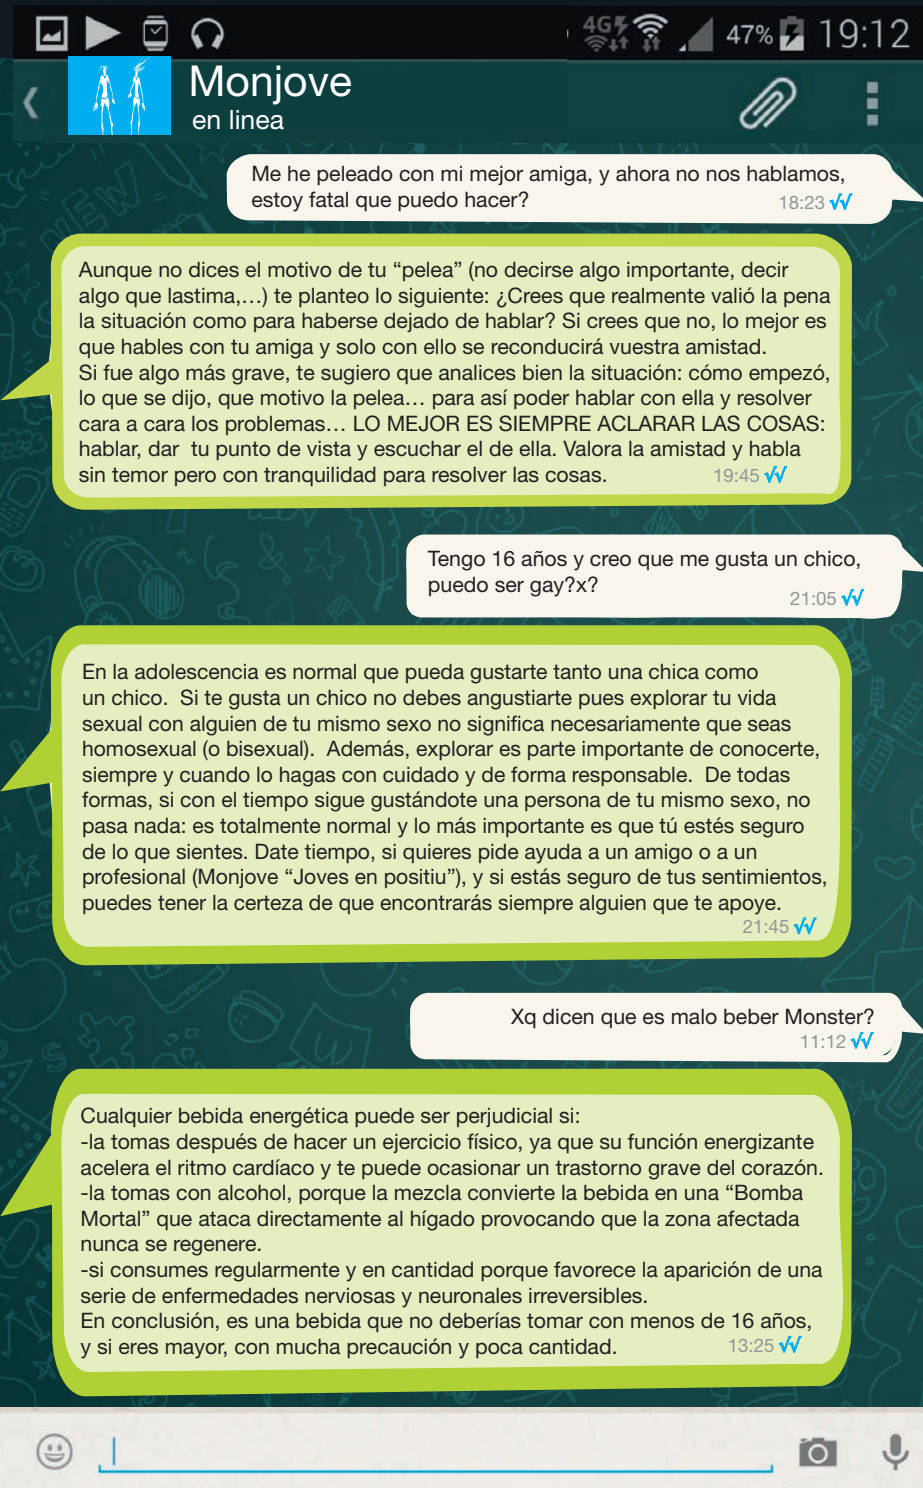 4G 47% 19:12
Monjove
en linea
Me he peleado con mi mejor amiga, y ahora no nos hablamos,
estoy fatal que puedo hacer?
18:23
Aunque no dices el motivo de tu “pelea” (no decirse algo importante, decir
algo que lastima,…) te planteo lo siguiente: ¿Crees que realmente valió la pena
la situación como para haberse dejado de hablar? Si crees que no, lo mejor es
que hables con tu amiga y solo con ello se reconducirá vuestra amistad.
Si fue algo más grave, te sugiero que analices bien la situación: cómo empezó,
lo que se dijo, que motivo la pelea… para así poder hablar con ella y resolver
cara a cara los problemas… LO MEJOR ES SIEMPRE ACLARAR LAS COSAS:
hablar, dar tu punto de vista y escuchar el de ella. Valora la amistad y habla
sin temor pero con tranquilidad para resolver las cosas.
19:45
Tengo 16 años y creo que me gusta un chico,
puedo ser gay?x?
21:05
En la adolescencia es normal que pueda gustarte tanto una chica como
un chico. Si te gusta un chico no debes angustiarte pues explorar tu vida
sexual con alguien de tu mismo sexo no significa necesariamente que seas
homosexual (o bisexual). Además, explorar es parte importante de conocerte,
siempre y cuando lo hagas con cuidado y de forma responsable. De todas
formas, si con el tiempo sigue gustándote una persona de tu mismo sexo, no
pasa nada: es totalmente normal y lo más importante es que tú estés seguro
de lo que sientes. Date tiempo, si quieres pide ayuda a un amigo o a un
profesional (Monjove “Joves en positiu”), y si estás seguro de tus sentimientos,
puedes tener la certeza de que encontrarás siempre alguien que te apoye.
21:45
Xq dicen que es malo beber Monster?
11:12
Cualquier bebida energética puede ser perjudicial si:
-la tomas después de hacer un ejercicio físico, ya que su función energizante
acelera el ritmo cardíaco y te puede ocasionar un trastorno grave del corazón.
-la tomas con alcohol, porque la mezcla convierte la bebida en una “Bomba
Mortal” que ataca directamente al hígado provocando que la zona afectada
nunca se regenere.
-si consumes regularmente y en cantidad porque favorece la aparición de una
serie de enfermedades nerviosas y neuronales irreversibles.
En conclusión, es una bebida que no deberías tomar con menos de 16 años,
y si eres mayor, con mucha precaución y poca cantidad.
13:25